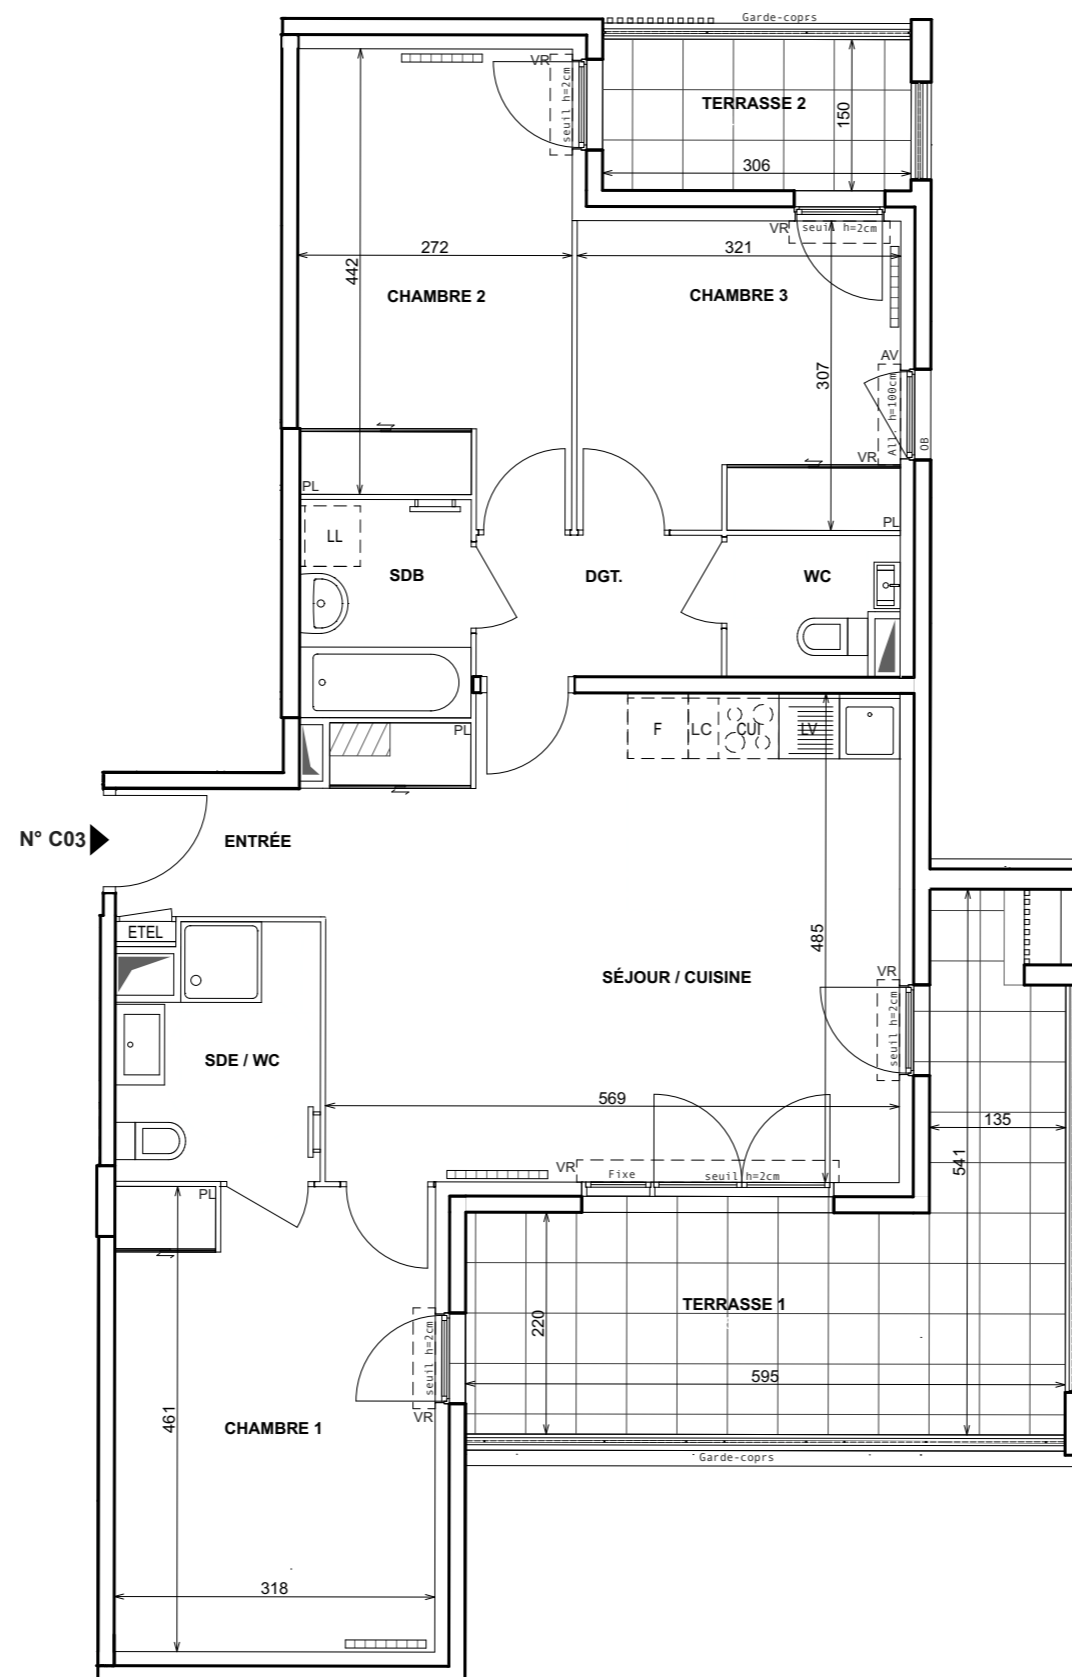 Garde-coprs
VR
seuil h=2cm
TERRASSE 2
150
306
VR
seuil h=2cm
272
321
442
CHAMBRE 2
CHAMBRE 3
307
AV
All. h=100cm
OB
VR
PL
PL
LL
SDB
DGT.
WC
PL
F
LC
CUI
LV
N° C03
ENTRÉE
ETEL
485
SÉJOUR / CUISINE
VR
seuil h=2cm
SDE / WC
569
135
541
VR
Fixe
seuil h=2cm
PL
220
TERRASSE 1
seuil h=2cm
595
VR
461
CHAMBRE 1
Garde-coprs
318